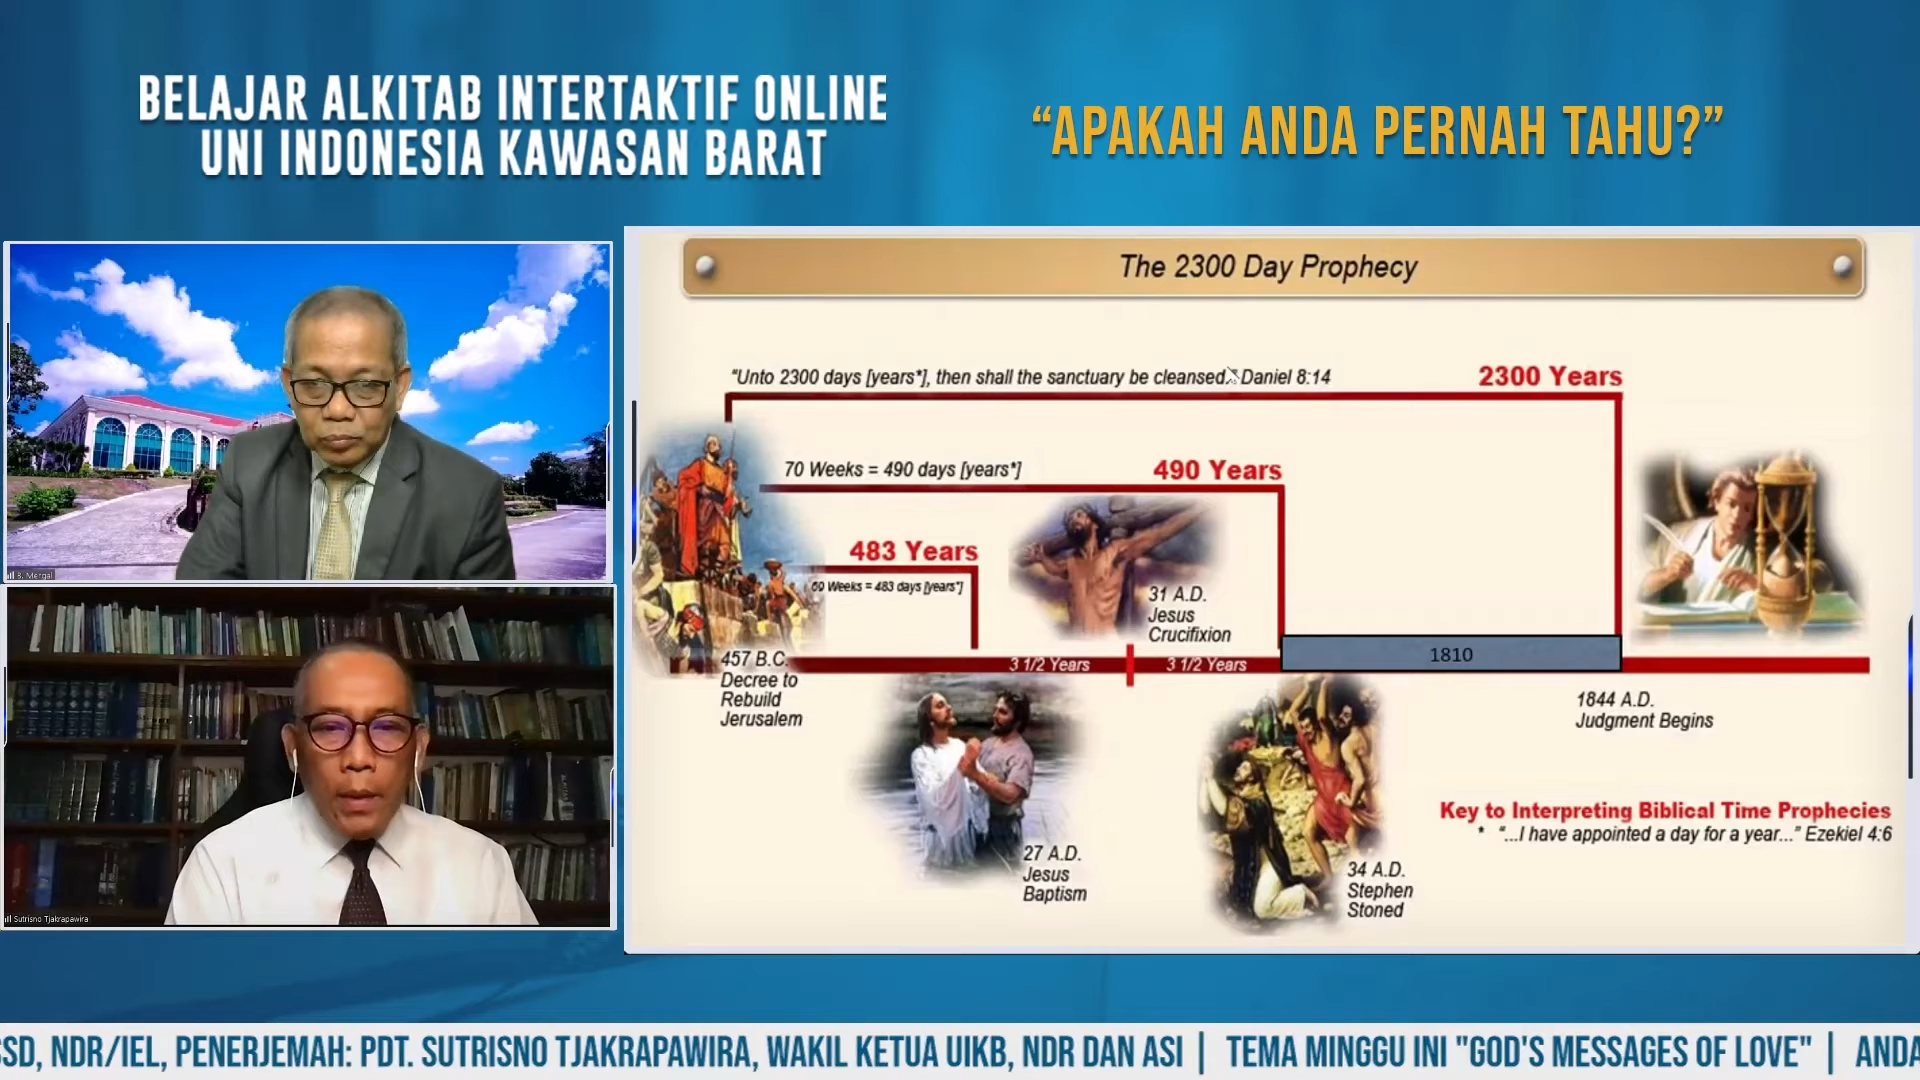 BELAJAR ALKITAB INTERTAKTIF ONLINE
UNI INDONESIA KAWASAN BARAT
“APAKAH ANDA PERNAH TAHU?”
B. Mergal
Sutrisno Tjakrapawira
The 2300 Day Prophecy
“Unto 2300 days [years*], then shall the sanctuary be cleansed.” Daniel 8:14
2300 Years
70 Weeks = 490 days [years*]
490 Years
483 Years
69 Weeks = 483 days [years*]
31 A.D.
Jesus
Crucifixion
3 1/2 Years
3 1/2 Years
1810
457 B.C.
Decree to
Rebuild
Jerusalem
1844 A.D.
Judgment Begins
27 A.D.
Jesus
Baptism
34 A.D.
Stephen
Stoned
Key to Interpreting Biblical Time Prophecies
* “...I have appointed a day for a year...” Ezekiel 4:6
SSD, NDR/IEL, PENERJEMAH: PDT. SUTRISNO TJAKRAPAWIRA, WAKIL KETUA UIKB, NDR DAN ASI | TEMA MINGGU INI "GOD'S MESSAGES OF LOVE" | ANDA